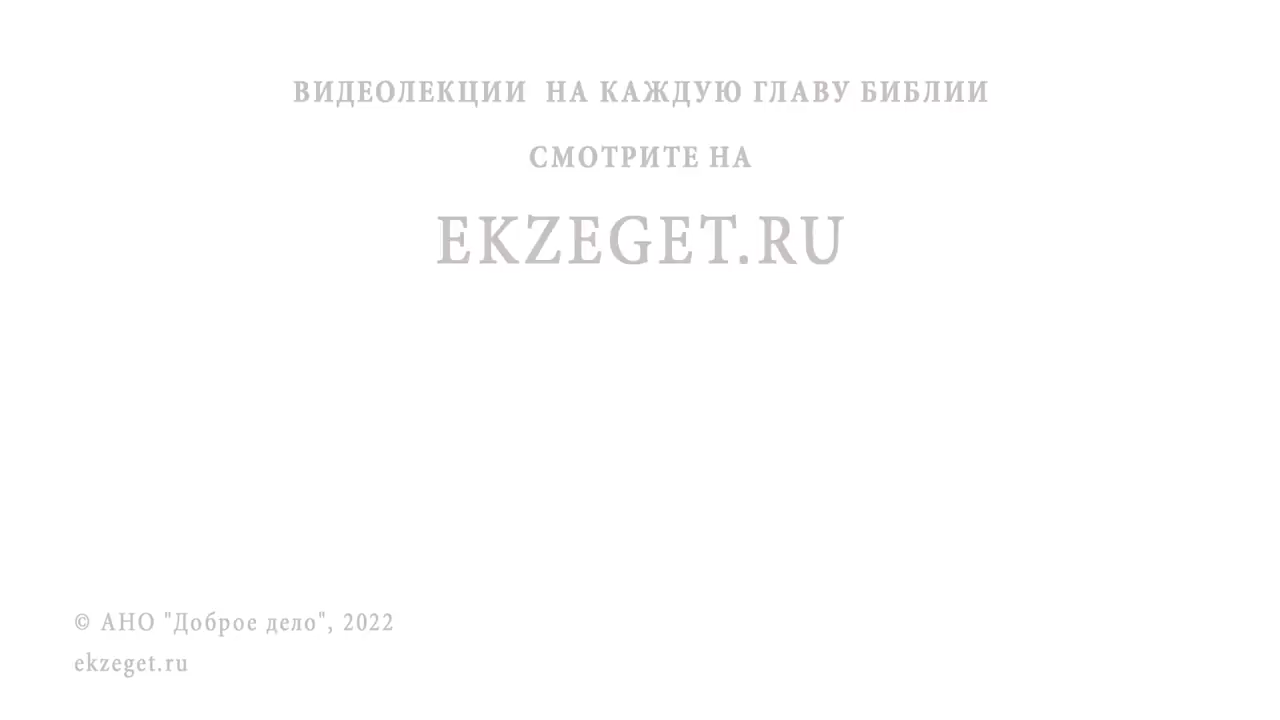 ВИДЕОЛЕКЦИИ НА КАЖДУЮ ГЛАВУ БИБЛИИ
СМОТРИТЕ НА
EKZEGET.RU
© АНО "Доброе дело", 2022
ekzeget.ru